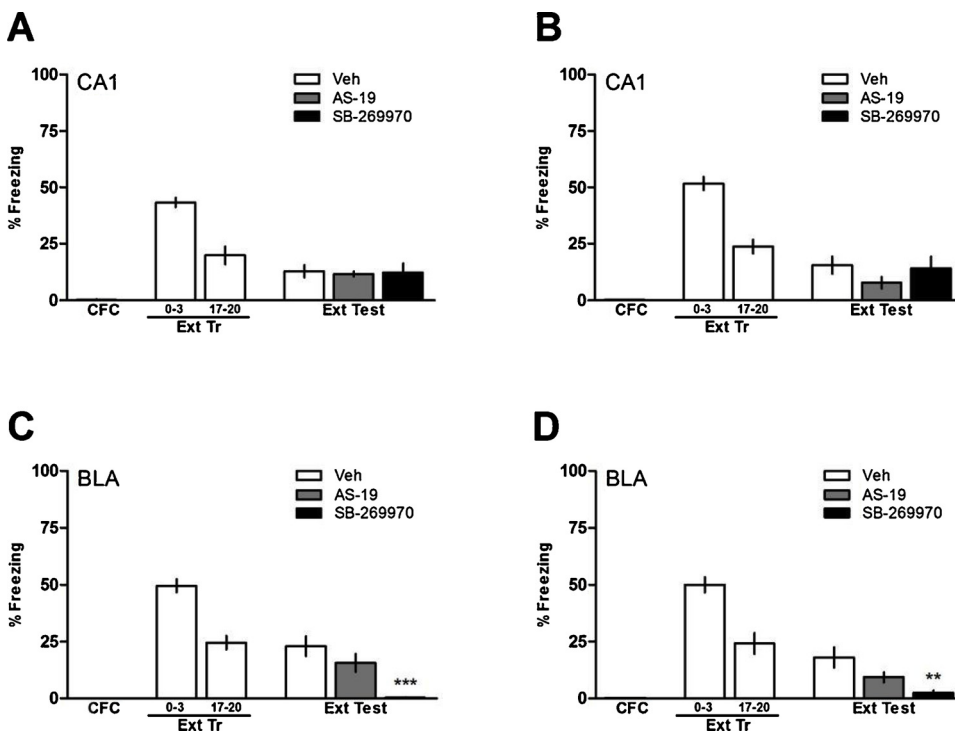 A
CA1
Veh
AS-19
SB-269970
% Freezing
100
75
50
25
0
CFC
0-3 17-20
Ext Tr
Ext Test
B
CA1
Veh
AS-19
SB-269970
% Freezing
100
75
50
25
0
CFC
0-3 17-20
Ext Tr
Ext Test
C
BLA
Veh
AS-19
SB-269970
% Freezing
100
75
50
25
0
***
CFC
0-3 17-20
Ext Tr
Ext Test
D
BLA
Veh
AS-19
SB-269970
% Freezing
100
75
50
25
0
**
CFC
0-3 17-20
Ext Tr
Ext Test